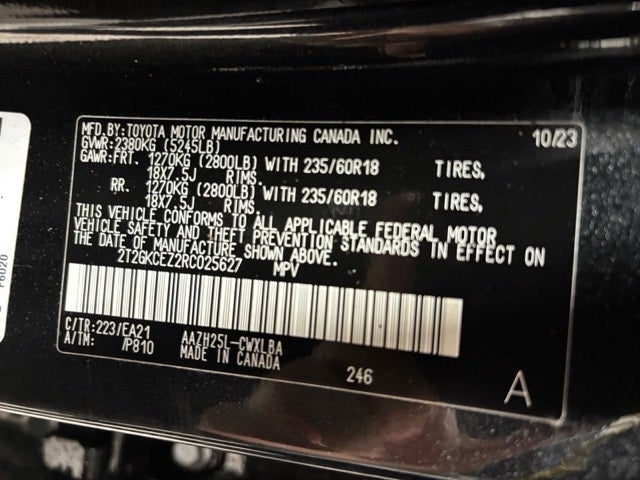 MFD.BY:TOYOTA MOTOR MANUFACTURING CANADA INC. 10/23
GVWR:2380KG (5245LB)
GAWR:FRT. 1270KG (2800LB) WITH 235/60R18 TIRES,
18X7.5J RIMS.
RR. 1270KG (2800LB) WITH 235/60R18 TIRES,
18X7.5J RIMS.
THIS VEHICLE CONFORMS TO ALL APPLICABLE FEDERAL MOTOR
VEHICLE SAFETY AND THEFT PREVENTION STANDARDS IN EFFECT ON
THE DATE OF MANUFACTURE SHOWN ABOVE.
2T2GKCEZ2RC025627 MPV
C/TR:223/EA21 AAZH25L-CWXLBA
A/TM: /P810 MADE IN CANADA
246 A
F6020